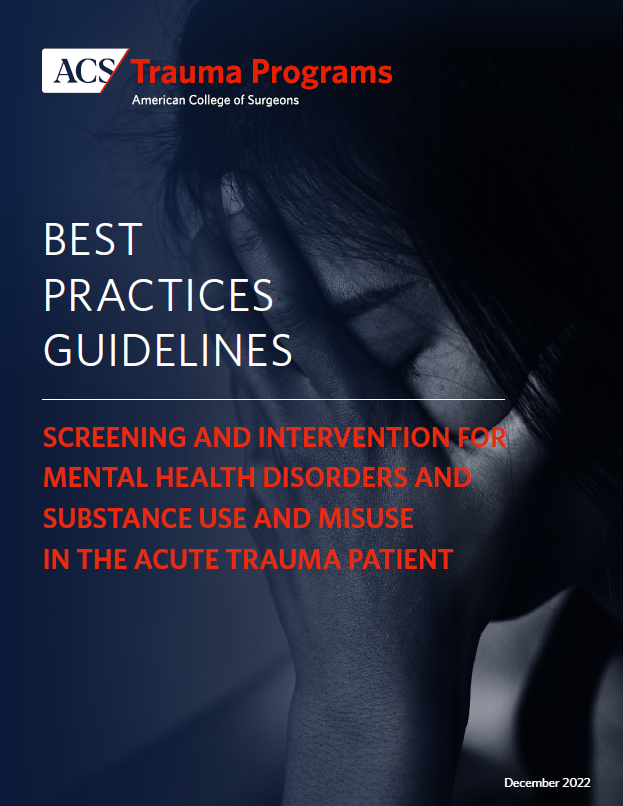 ACS Trauma Programs
American College of Surgeons
BEST
PRACTICES
GUIDELINES
SCREENING AND INTERVENTION FOR
MENTAL HEALTH DISORDERS AND
SUBSTANCE USE AND MISUSE
IN THE ACUTE TRAUMA PATIENT
December 2022